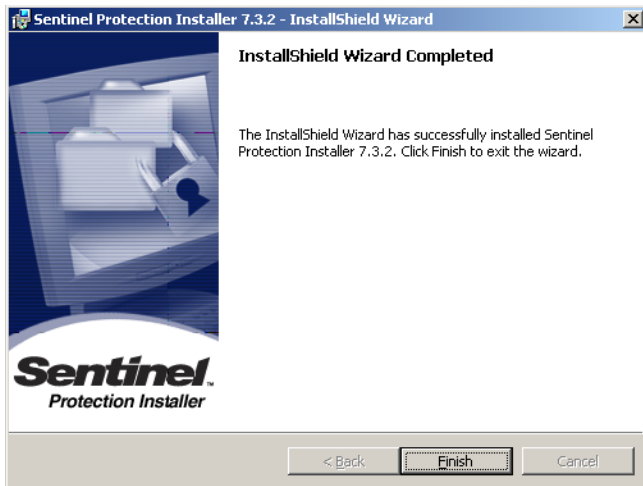 Sentinel Protection Installer 7.3.2 - InstallShield Wizard
InstallShield Wizard Completed
The InstallShield Wizard has successfully installed Sentinel
Protection Installer 7.3.2. Click Finish to exit the wizard.
Sentinel™
Protection Installer
< Back
Finish
Cancel